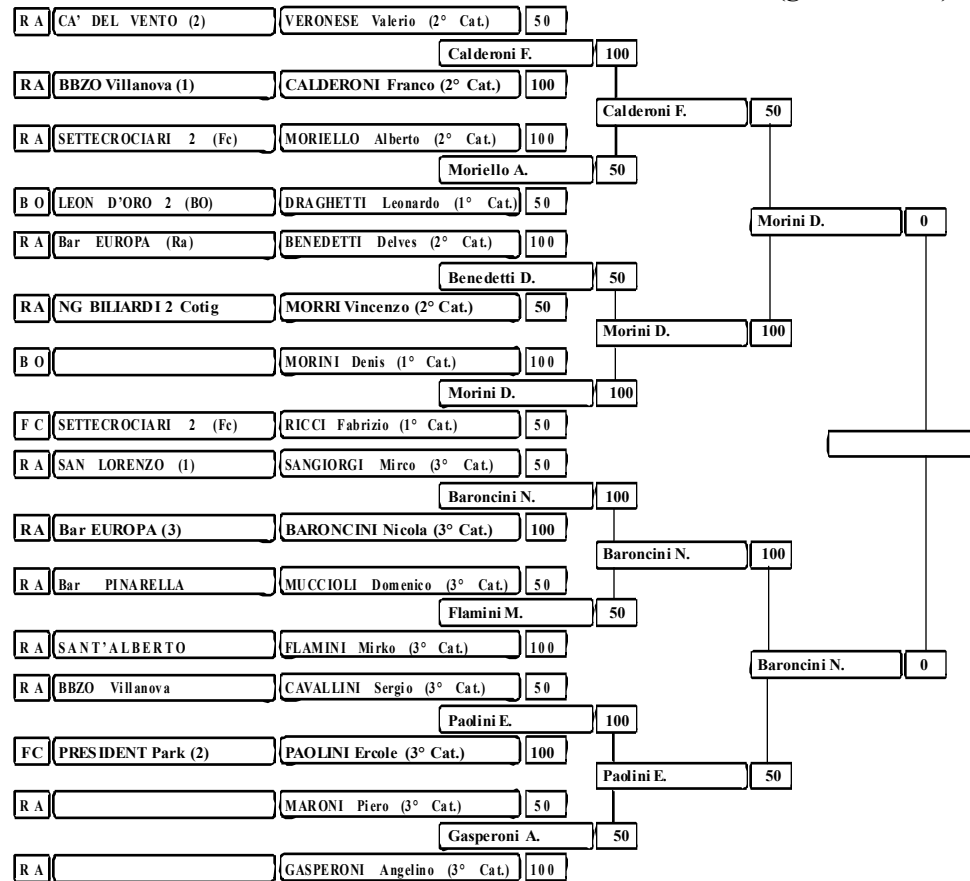 R A CA' DEL VENTO (2) VERONESE Valerio (2° Cat.) 50
Calderoni F. 100
RA BBZO Villanova (1) CALDERONI Franco (2° Cat.) 100
Calderoni F. 50
R A SETTECROCIARI 2 (Fc) MORIELLO Alberto (2° Cat.) 100
Moriello A. 50
B O LEON D'ORO 2 (BO) DRAGHETTI Leonardo (1° Cat.) 50
Morini D. 0
R A Bar EUROPA (Ra) BENEDETTI Delves (2° Cat.) 100
Benedetti D. 50
RA NG BILIARDI 2 Cotig MORRI Vincenzo (2° Cat.) 50
Morini D. 100
B O MORINI Denis (1° Cat.) 100
Morini D. 100
F C SETTECROCIARI 2 (Fc) RICCI Fabrizio (1° Cat.) 50
R A SAN LORENZO (1) SANGIORGI Mirco (3° Cat.) 50
Baroncini N. 100
RA Bar EUROPA (3) BARONCINI Nicola (3° Cat.) 100
Baroncini N. 100
R A Bar PINARELLA MUCCIOLI Domenico (3° Cat.) 50
Flamini M. 50
R A SANT'ALBERTO FLAMINI Mirko (3° Cat.) 100
Baroncini N. 0
R A BBZO Villanova CAVALLINI Sergio (3° Cat.) 50
Paolini E. 100
FC PRESIDENT Park (2) PAOLINI Ercole (3° Cat.) 100
Paolini E. 50
R A MARONI Piero (3° Cat.) 50
Gasperoni A. 50
R A GASPERONI Angelino (3° Cat.) 100